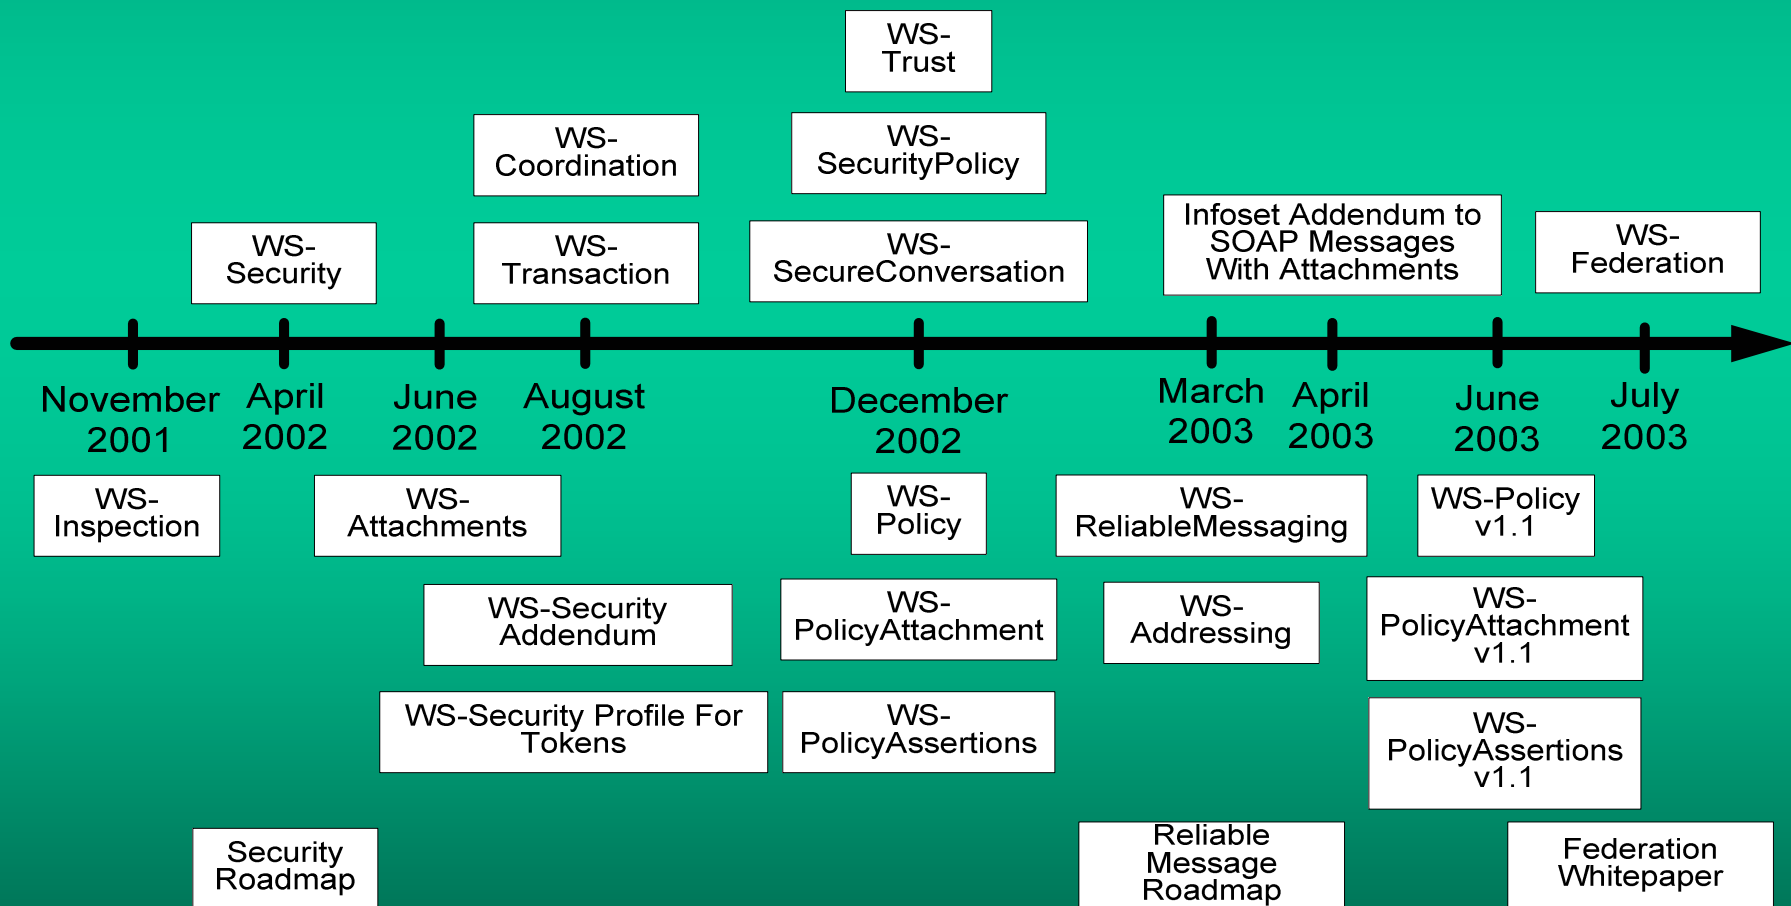 WS-
Trust
WS-
Coordination
WS-
SecurityPolicy
WS-
Security
WS-
Transaction
WS-
SecureConversation
Infoset Addendum to
SOAP Messages
With Attachments
WS-
Federation
November
2001
April
2002
June
2002
August
2002
December
2002
March
2003
April
2003
June
2003
July
2003
WS-
Inspection
WS-
Attachments
WS-
Policy
WS-
ReliableMessaging
WS-Policy
v1.1
WS-Security
Addendum
WS-
PolicyAttachment
WS-
Addressing
WS-
PolicyAttachment
v1.1
WS-Security Profile For
Tokens
WS-
PolicyAssertions
WS-
PolicyAssertions
v1.1
Security
Roadmap
Reliable
Message
Roadmap
Federation
Whitepaper